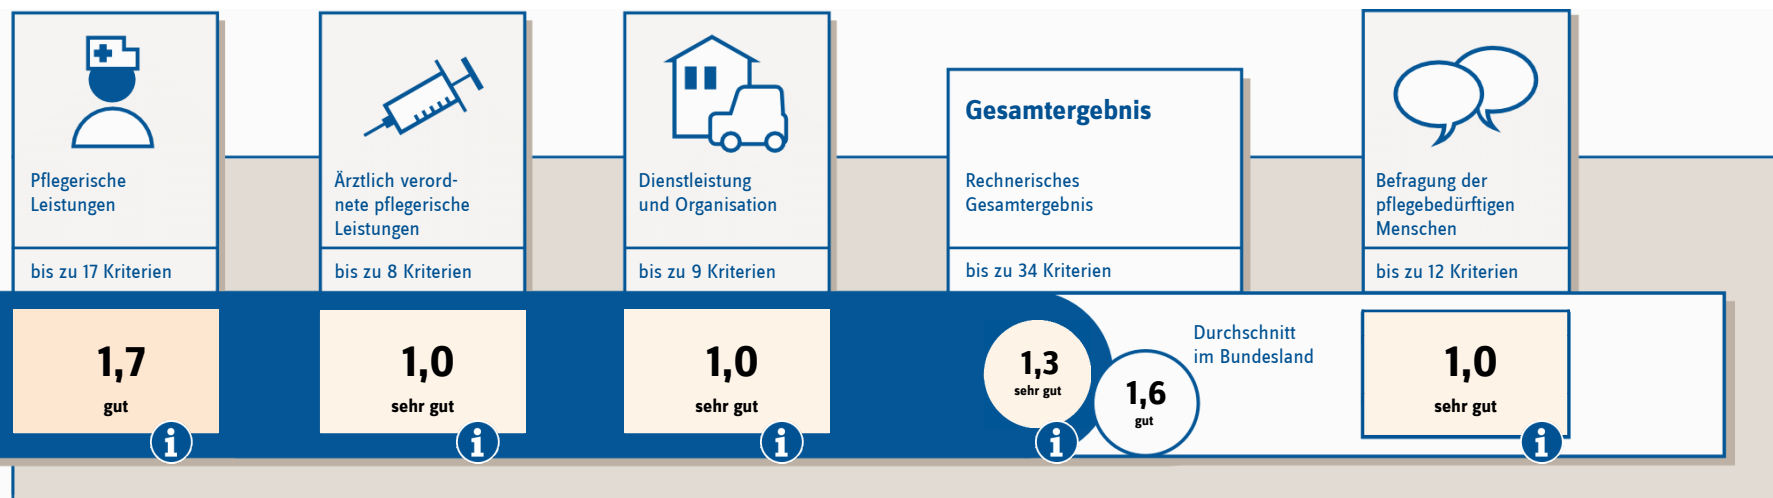 Pflegerische
Leistungen
bis zu 17 Kriterien
1,7
gut
i
Ärztlich verord-
nete pflegerische
Leistungen
bis zu 8 Kriterien
1,0
sehr gut
i
Dienstleistung
und Organisation
bis zu 9 Kriterien
1,0
sehr gut
i
Gesamtergebnis
Rechnerisches
Gesamtergebnis
bis zu 34 Kriterien
1,3
sehr gut
i
1,6
gut
Durchschnitt
im Bundesland
Befragung der
pflegebedürftigen
Menschen
bis zu 12 Kriterien
1,0
sehr gut
i